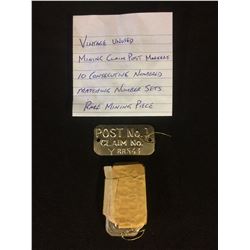 VINTAGE UNUSED
MINING CLAIM POST MARKERS
10 CONSECUTIVE NUMBERED
MATCHING NUMBER SETS
RARE MINING PIECE
POST No. 1
CLAIM No.
Y 88541